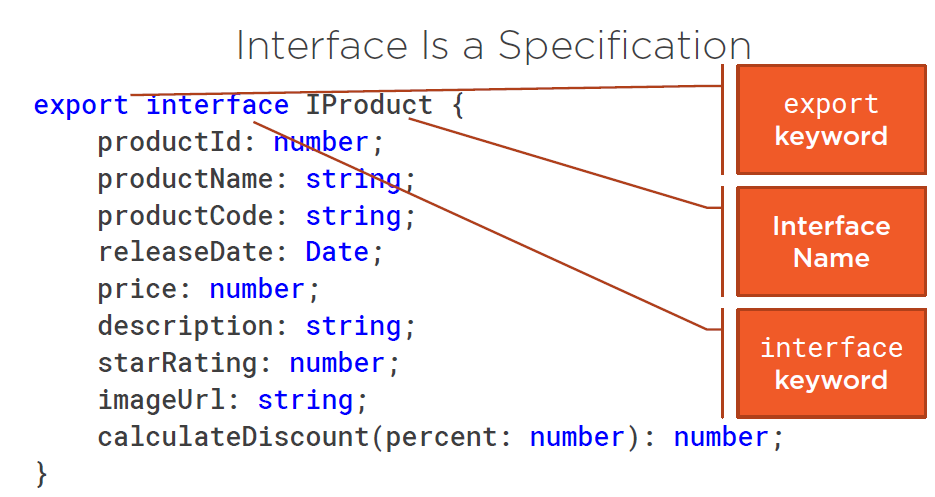 Interface Is a Specification
export interface IProduct {
    productId: number;
    productName: string;
    productCode: string;
    releaseDate: Date;
    price: number;
    description: string;
    starRating: number;
    imageUrl: string;
    calculateDiscount(percent: number): number;
}
export
keyword
Interface
Name
interface
keyword